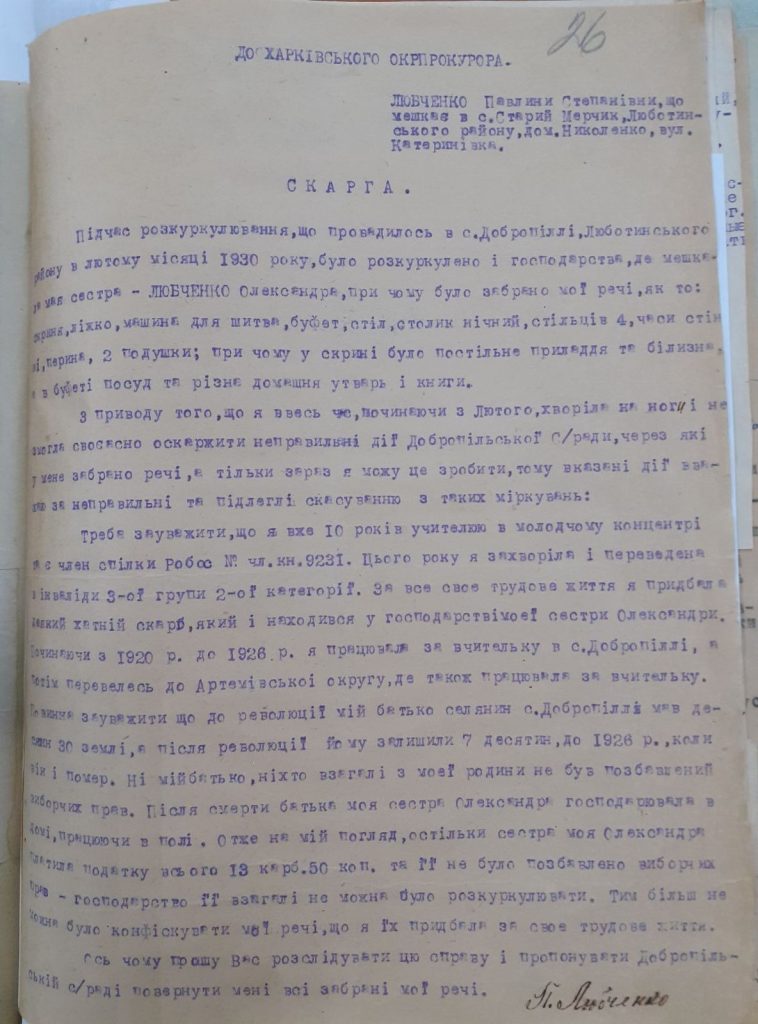 26
ДО ХАРКІВСЬКОГО ОКРПРОКУРОРА.
ЛЮБЧЕНКО Павлини Степанівни, що
мешкає в с.Старий Мерчик,Люботин-
ського району,дом.Николенко,вул.
Катеринівка.
СКАРГА.
Підчас розкуркулювання,що провадилось в с.Добропіллі,Люботинського
району в лютому місяці 1930 року,було розкуркулено і господарства,де мешка-
ла моя сестра - ЛЮБЧЕНКО Олександра,при чому було забрано мої речі,як то:
скриня,ліжко,машина для шитва,буфет,стіл,столик нічний,стільців 4,часи стін
ні,перина, 2 подушки; при чому у скрині було постільне приладдя та білизна,
а в буфеті посуд та різна домашня утварь і книги.
З приводу того,що я ввесь час,починаючи з Лютого,хворіла на ноги і не
змогла своєасно оскаржити неправильні дії Добропільської С/ради,через які
у мене забрано речі,а тільки зараз я можу це зробити,тому вказані дії вва-
жаю за неправильні та підлеглі скасуванню з таких міркувань:
Треба зауважити,що я вже 10 років учителюю в молодчому концентрі
та є член спілки Робос № чл.кн.9231. Цього року я захворіла і переведена
в інваліди 3-ої групи 2-ої категорії. За все своє трудове життя я придбала
деякий хатній скарб,який і находився у господарствімоєї сестри Олександри.
Починаючи з 1920 р. до 1926 р. я працювала за вчительку в с.Добропіллі, а
потім перевелась до Артемівської округу,де також працювала за вчительку.
Повинна зауважити що до революції мій батько селянин с.Добропіллі мав де-
сятин 30 землі,а після революції йому залишили 7 десятин,до 1926 р.,коли
він і помер. Ні мійбатько,ніхто взагалі з моєї родини не був позбавлений
виборчих прав. Після смерти батька моя сестра Олександра господарювала в
домі,працюючи в полі. Отже на мій погляд,остільки сестра моя Олександра
платила податку всього 13 карб.50 коп. та її не було позбавлено виборчих
прав - господарство її взагалі не можна було розкуркулювати. Тим більш не
можна було конфіскувати мої речі,що я їх придбала за своє трудове життя.
Ось чому прошу Вас розслідувати цю справу і пропонувати Добропіль-
ській с/раді повернути мені всі забрані мої речі.
П. Любченко